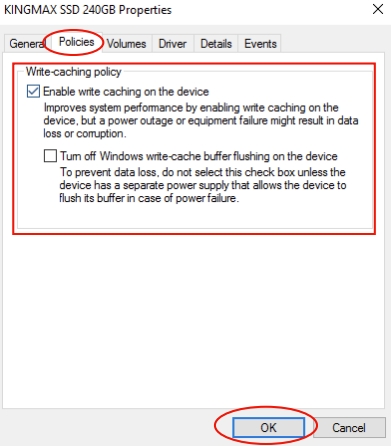 KINGMAX SSD 240GB Properties
General Policies Volumes Driver Details Events
Write-caching policy
Enable write caching on the device
Improves system performance by enabling write caching on the
device, but a power outage or equipment failure might result in data
loss or corruption.
Turn off Windows write-cache buffer flushing on the device
To prevent data loss, do not select this check box unless the
device has a separate power supply that allows the device to
flush its buffer in case of power failure.
OK Cancel